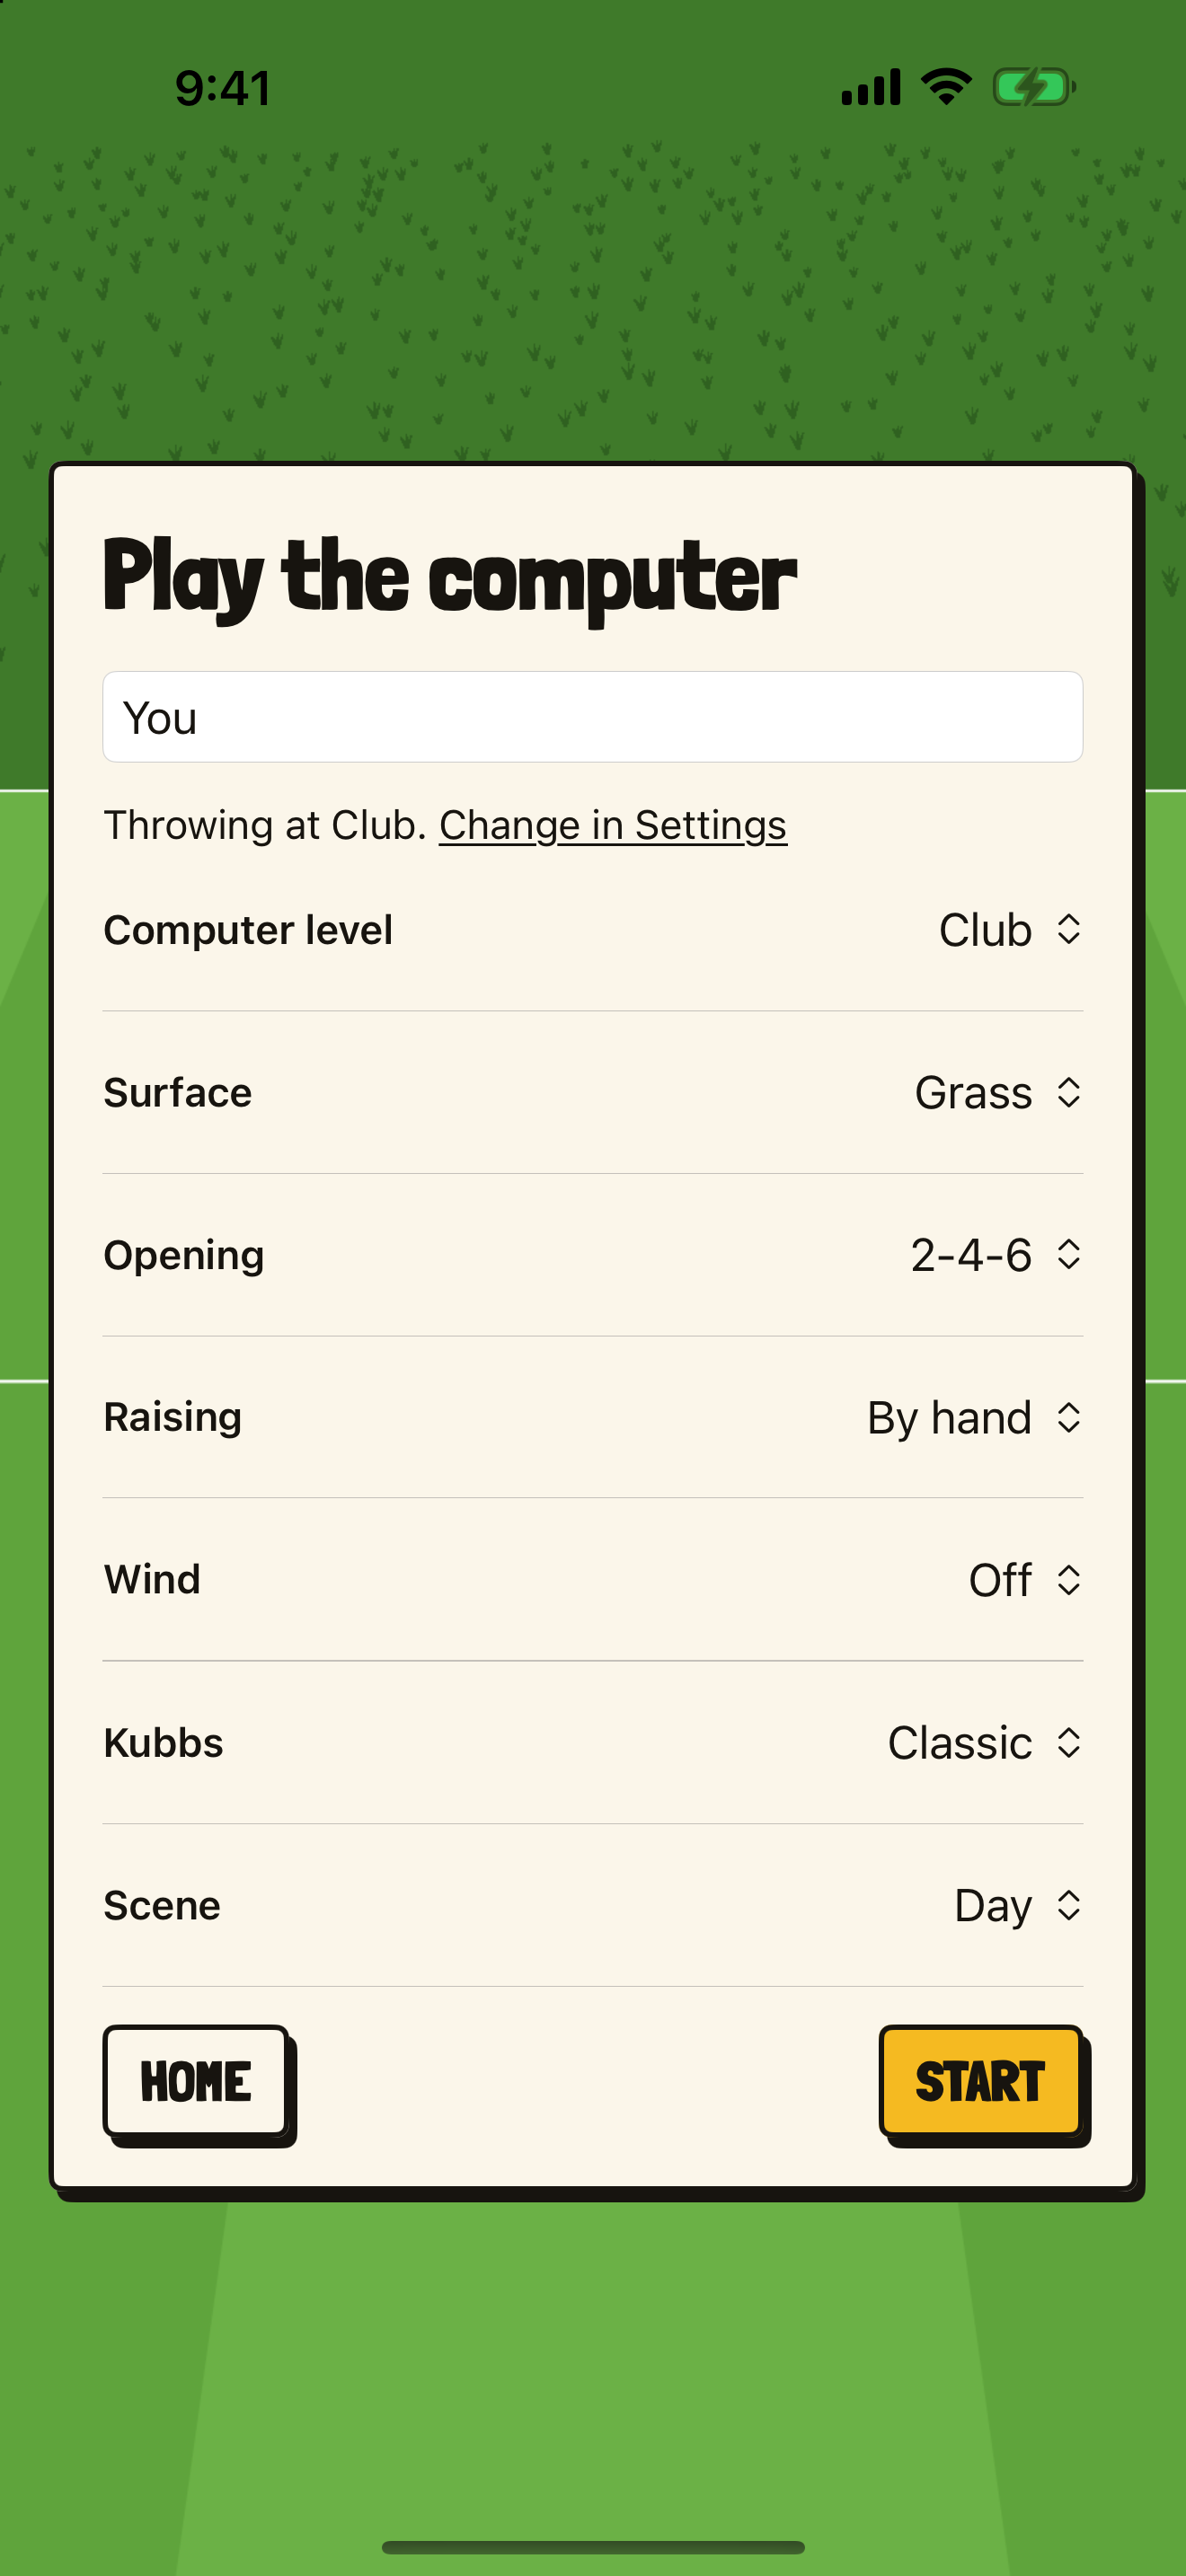 9:41
Play the computer
You
Throwing at Club. Change in Settings
Computer level Club
Surface Grass
Opening 2-4-6
Raising By hand
Wind Off
Kubbs Classic
Scene Day
HOME START